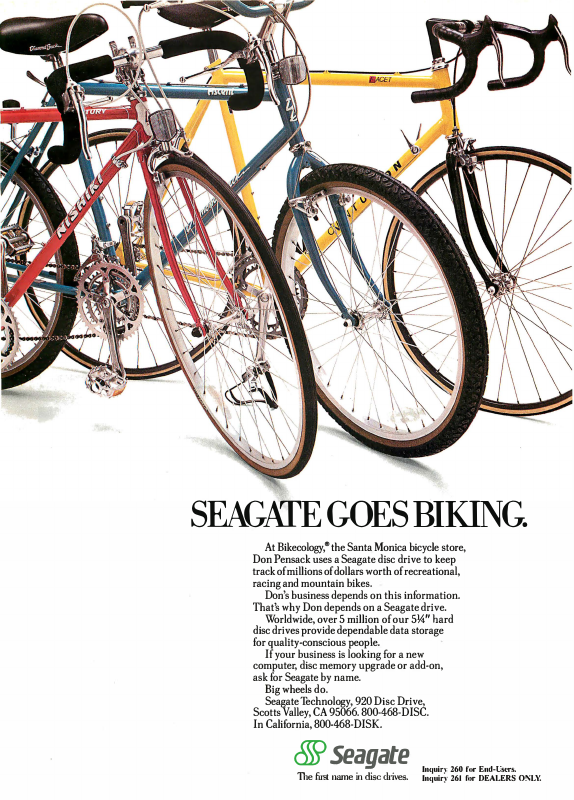 Ascent
PAGET
CENTURY
NISHIKI
CENTURION
SEAGATE GOES BIKING.
At Bikecology,® the Santa Monica bicycle store,
Don Pensack uses a Seagate disc drive to keep
track of millions of dollars worth of recreational,
racing and mountain bikes.
Don's business depends on this information.
That's why Don depends on a Seagate drive.
Worldwide, over 5 million of our 5¼" hard
disc drives provide dependable data storage
for quality-conscious people.
If your business is looking for a new
computer, disc memory upgrade or add-on,
ask for Seagate by name.
Big wheels do.
Seagate Technology, 920 Disc Drive,
Scotts Valley, CA 95066. 800-468-DISC.
In California, 800-468-DISK.
Seagate
The first name in disc drives.
Inquiry 260 for End-Users.
Inquiry 261 for DEALERS ONLY.